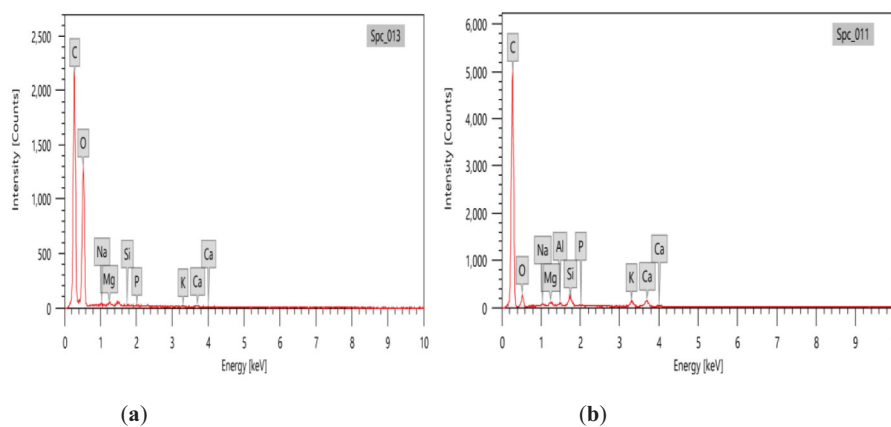 Spc_013
Intensity [Counts]
2,500
2,000
1,500
1,000
500
0
C
O
Na
Mg
Si
P
K
Ca
Ca
0 1 2 3 4 5 6 7 8 9 10
Energy [keV]
(a)
Spc_011
Intensity [Counts]
6,000
5,000
4,000
3,000
2,000
1,000
0
C
O
Na
Mg
Al
Si
P
K
Ca
Ca
0 1 2 3 4 5 6 7 8 9
Energy [keV]
(b)